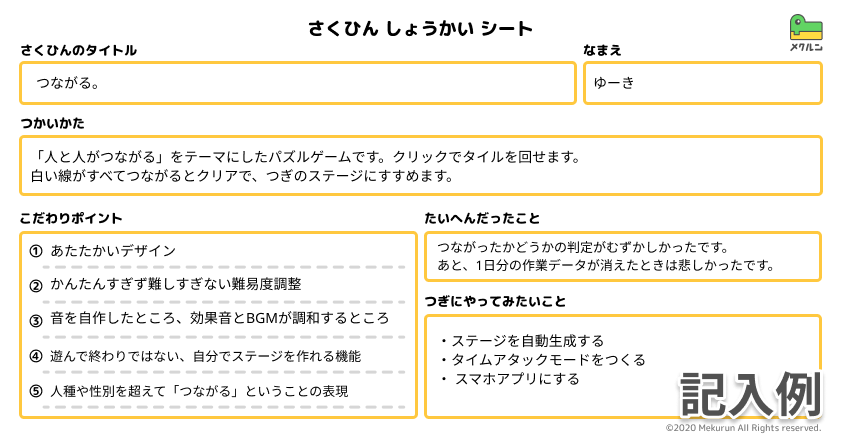 さくひん しょうかい シート
メクルン
さくひんのタイトル
なまえ
つながる。
ゆーき
つかいかた
「人と人がつながる」をテーマにしたパズルゲームです。クリックでタイルを回せます。
白い線がすべてつながるとクリアで、つぎのステージにすすめます。
こだわりポイント
① あたたかいデザイン
② かんたんすぎず難しすぎない難易度調整
③ 音を自作したところ、効果音とBGMが調和するところ
④ 遊んで終わりではない、自分でステージを作れる機能
⑤ 人種や性別を超えて「つながる」ということの表現
たいへんだったこと
つながったかどうかの判定がむずかしかったです。
あと、1日分の作業データが消えたときは悲しかったです。
つぎにやってみたいこと
・ステージを自動生成する
・タイムアタックモードをつくる
・ スマホアプリにする
記入例
©2020 Mekurun All Rights reserved.